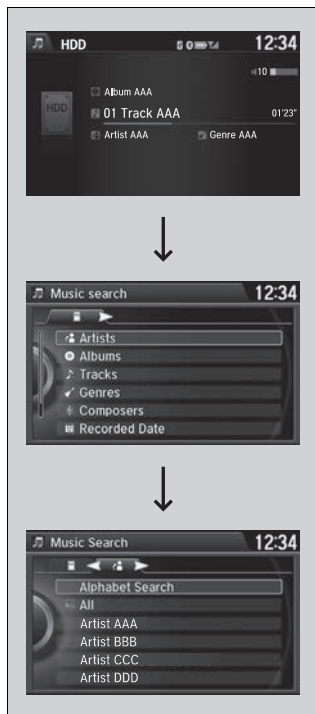 HDD 12:34
10
Album AAA
HDD
01 Track AAA 01'23"
Artist AAA Genre AAA
Music search 12:34
Artists
Albums
Tracks
Genres
Composers
Recorded Date
Music Search 12:34
Alphabet Search
All
Artist AAA
Artist BBB
Artist CCC
Artist DDD